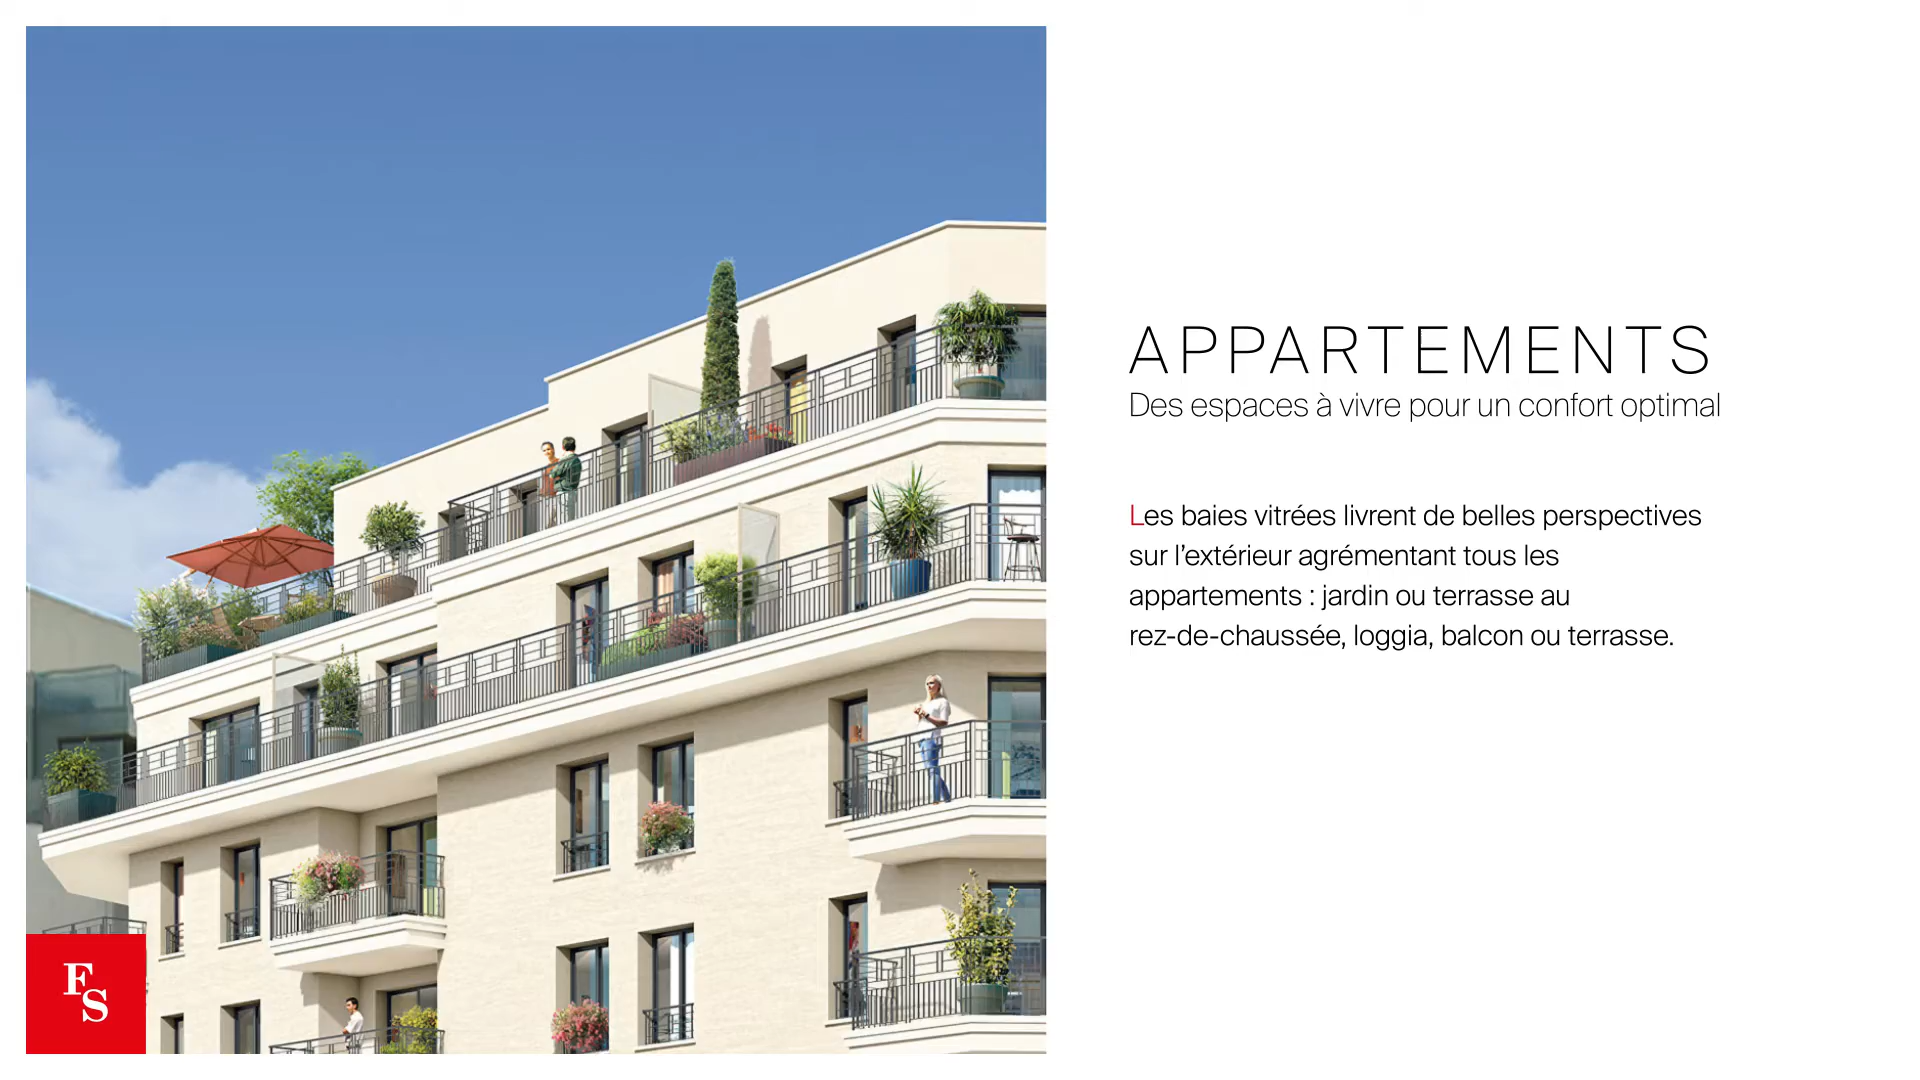 APPARTEMENTS
Des espaces à vivre pour un confort optimal
Les baies vitrées livrent de belles perspectives
sur l’extérieur agrémentant tous les
appartements : jardin ou terrasse au
rez-de-chaussée, loggia, balcon ou terrasse.
FS